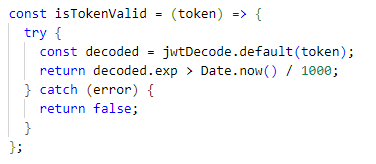 const isTokenValid = (token) => {
  try {
    const decoded = jwtDecode.default(token);
    return decoded.exp > Date.now() / 1000;
  } catch (error) {
    return false;
  }
};